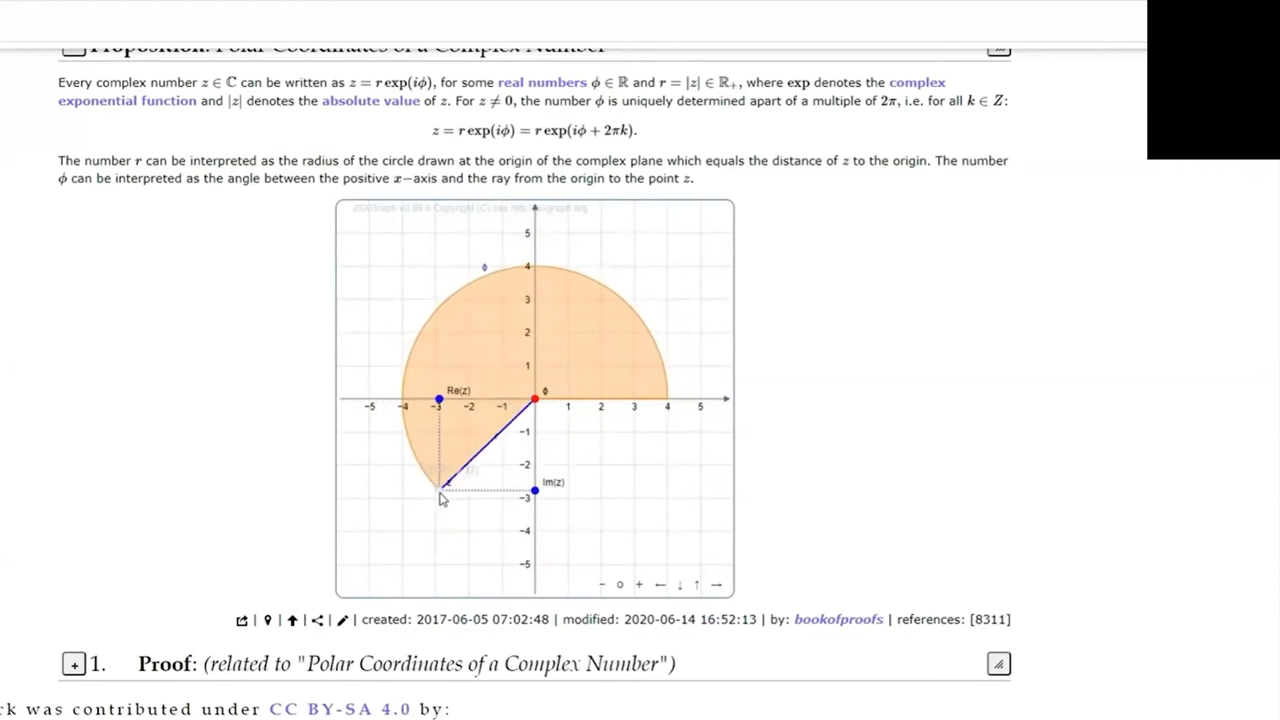 Proposition: Polar Coordinates of a Complex Number
Every complex number z ∈ ℂ can be written as z = r exp(iϕ), for some real numbers ϕ ∈ ℝ and r = |z| ∈ ℝ₊, where exp denotes the complex
exponential function and |z| denotes the absolute value of z. For z ≠ 0, the number ϕ is uniquely determined apart of a multiple of 2π, i.e. for all k ∈ Z:
z = r exp(iϕ) = r exp(iϕ + 2πk).
The number r can be interpreted as the radius of the circle drawn at the origin of the complex plane which equals the distance of z to the origin. The number
ϕ can be interpreted as the angle between the positive x−axis and the ray from the origin to the point z.
5
ϕ 4
3
2
1
Re(z) ϕ
−5 −4 −3 −2 −1 1 2 3 4 5
−1
−2
z Im(z)
−3
−4
−5
− o + ← ↓ ↑ →
| | | | | created: 2017-06-05 07:02:48 | modified: 2020-06-14 16:52:13 | by: bookofproofs | references: [8311]
+ 1. Proof: (related to "Polar Coordinates of a Complex Number")
rk was contributed under CC BY-SA 4.0 by: